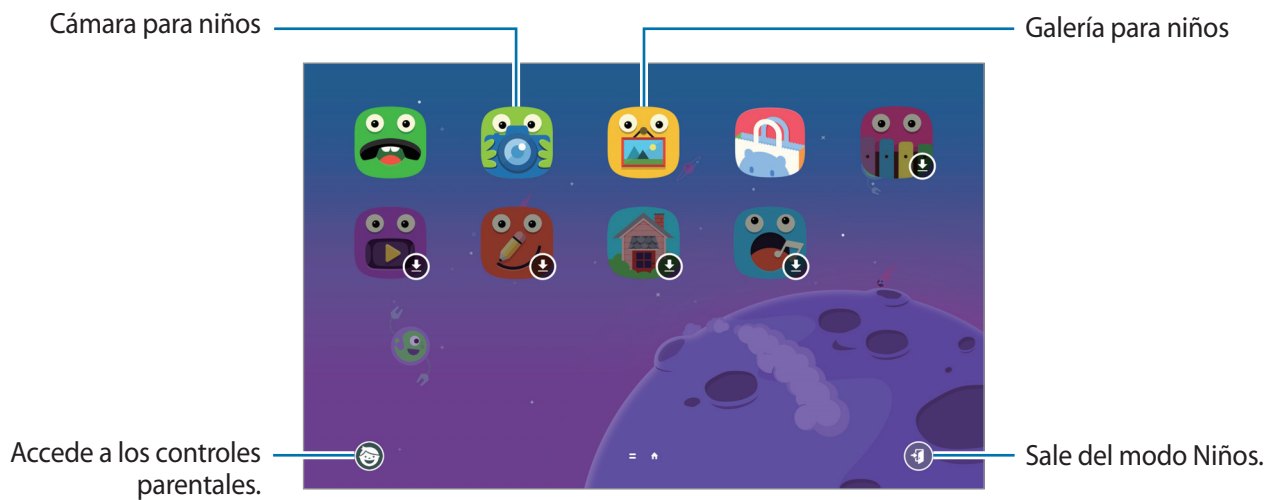 Cámara para niños
Galería para niños
Accede a los controles
parentales.
Sale del modo Niños.